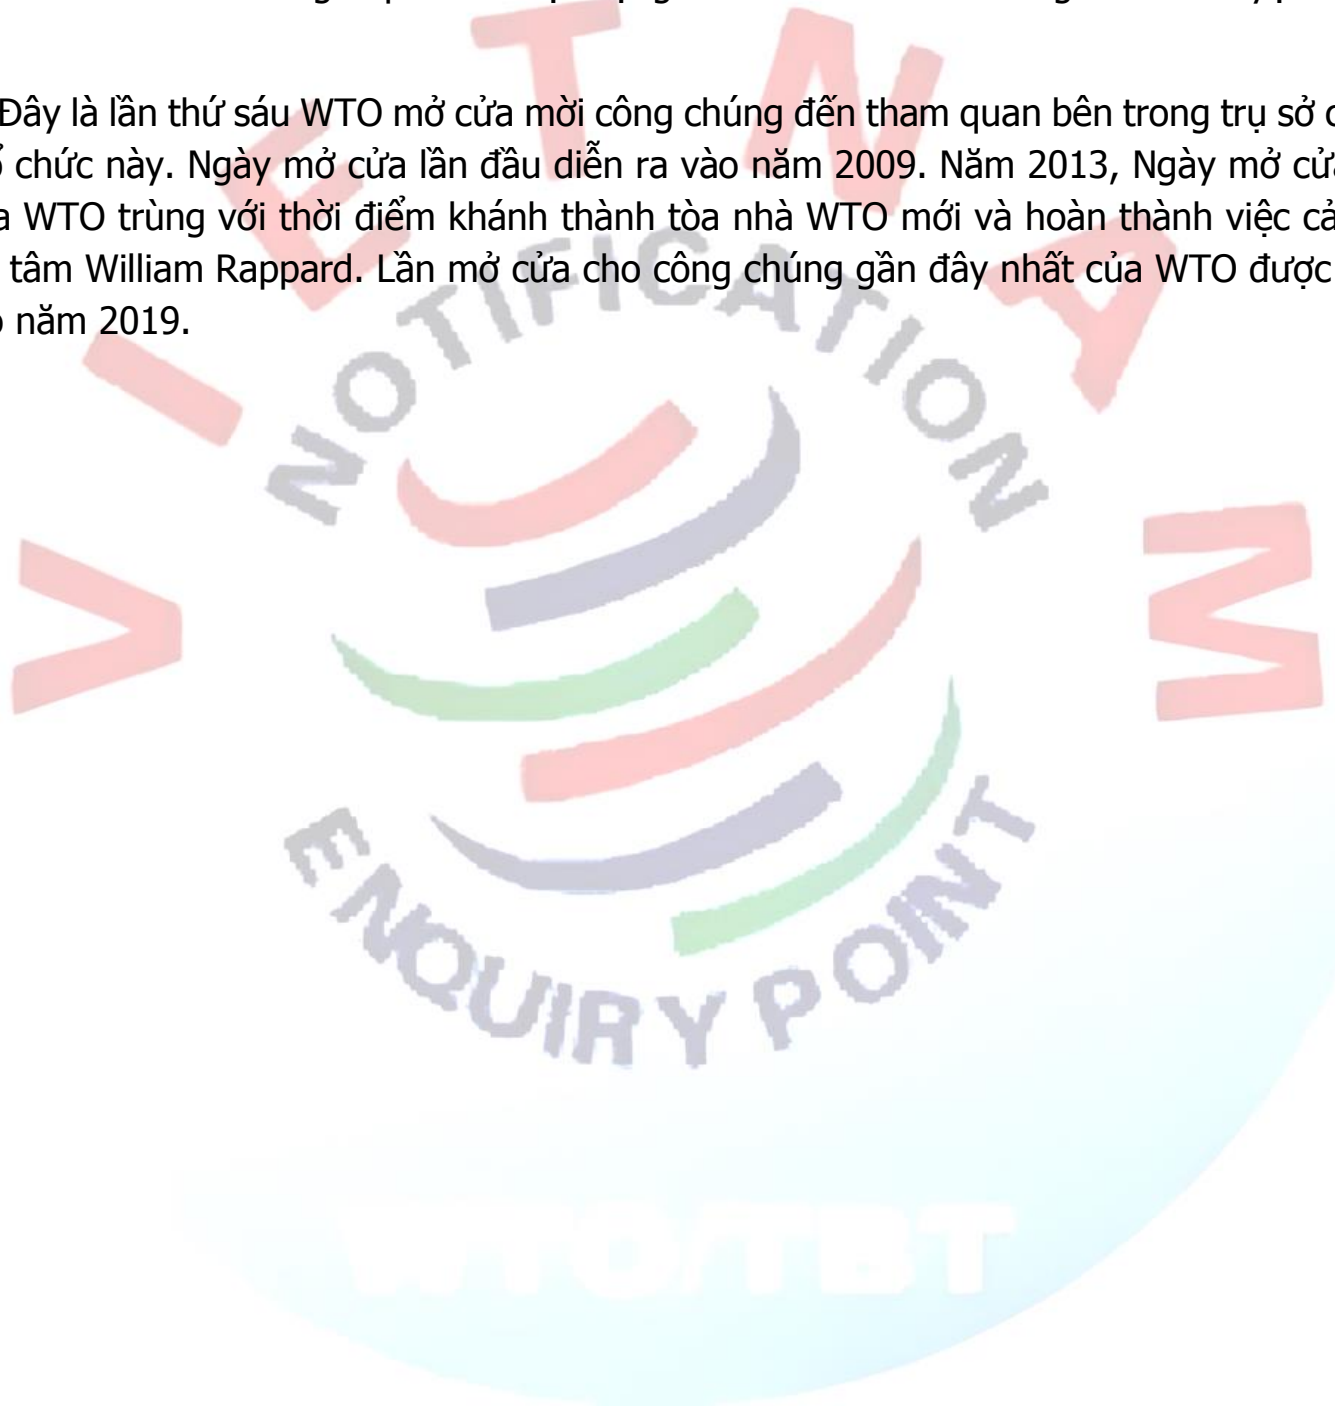 Đây là lần thứ sáu WTO mở cửa mời công chúng đến tham quan bên trong trụ sở
chức này. Ngày mở cửa lần đầu diễn ra vào năm 2009. Năm 2013, Ngày mở cửa
WTO trùng với thời điểm khánh thành tòa nhà WTO mới và hoàn thành việc
tâm William Rappard. Lần mở cửa cho công chúng gần đây nhất của WTO được
năm 2019.
VIETNAM
NOTIFICATION
ENQUIRY POINT
WTO/TBT